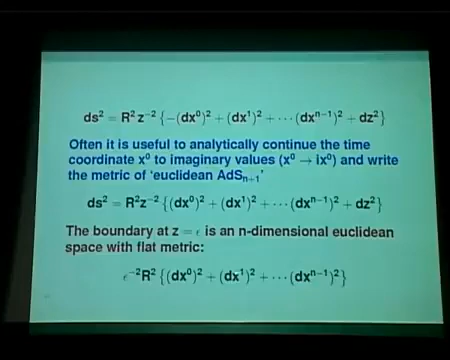 ds² = R²z⁻² {−(dx⁰)² + (dx¹)² + ⋯ (dxⁿ⁻¹)² + dz²}
Often it is useful to analytically continue the time
coordinate x⁰ to imaginary values (x⁰ → ix⁰) and write
the metric of 'euclidean AdSₙ₊₁'
ds² = R²z⁻² {(dx⁰)² + (dx¹)² + ⋯ (dxⁿ⁻¹)² + dz²}
The boundary at z = ϵ is an n-dimensional euclidean
space with flat metric:
ϵ⁻²R² {(dx⁰)² + (dx¹)² + ⋯ (dxⁿ⁻¹)²}